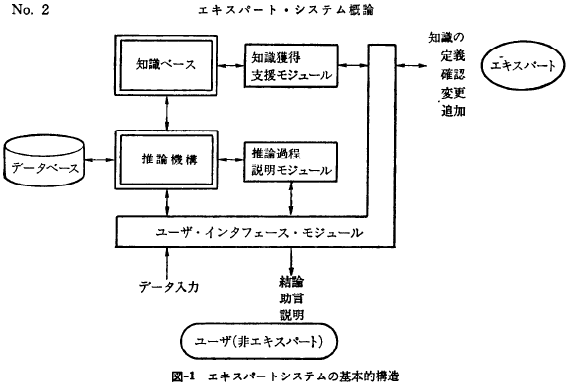 No. 2
エキスパート・システム概論
知識ベース
知識獲得
支援モジュール
知識の
定義
確認
変更
追加
エキスパート
データベース
推論機構
推論過程
説明モジュール
ユーザ・インタフェース・モジュール
データ入力
結論
助言
説明
ユーザ(非エキスパート)
図-1 エキスパートシステムの基本的構造